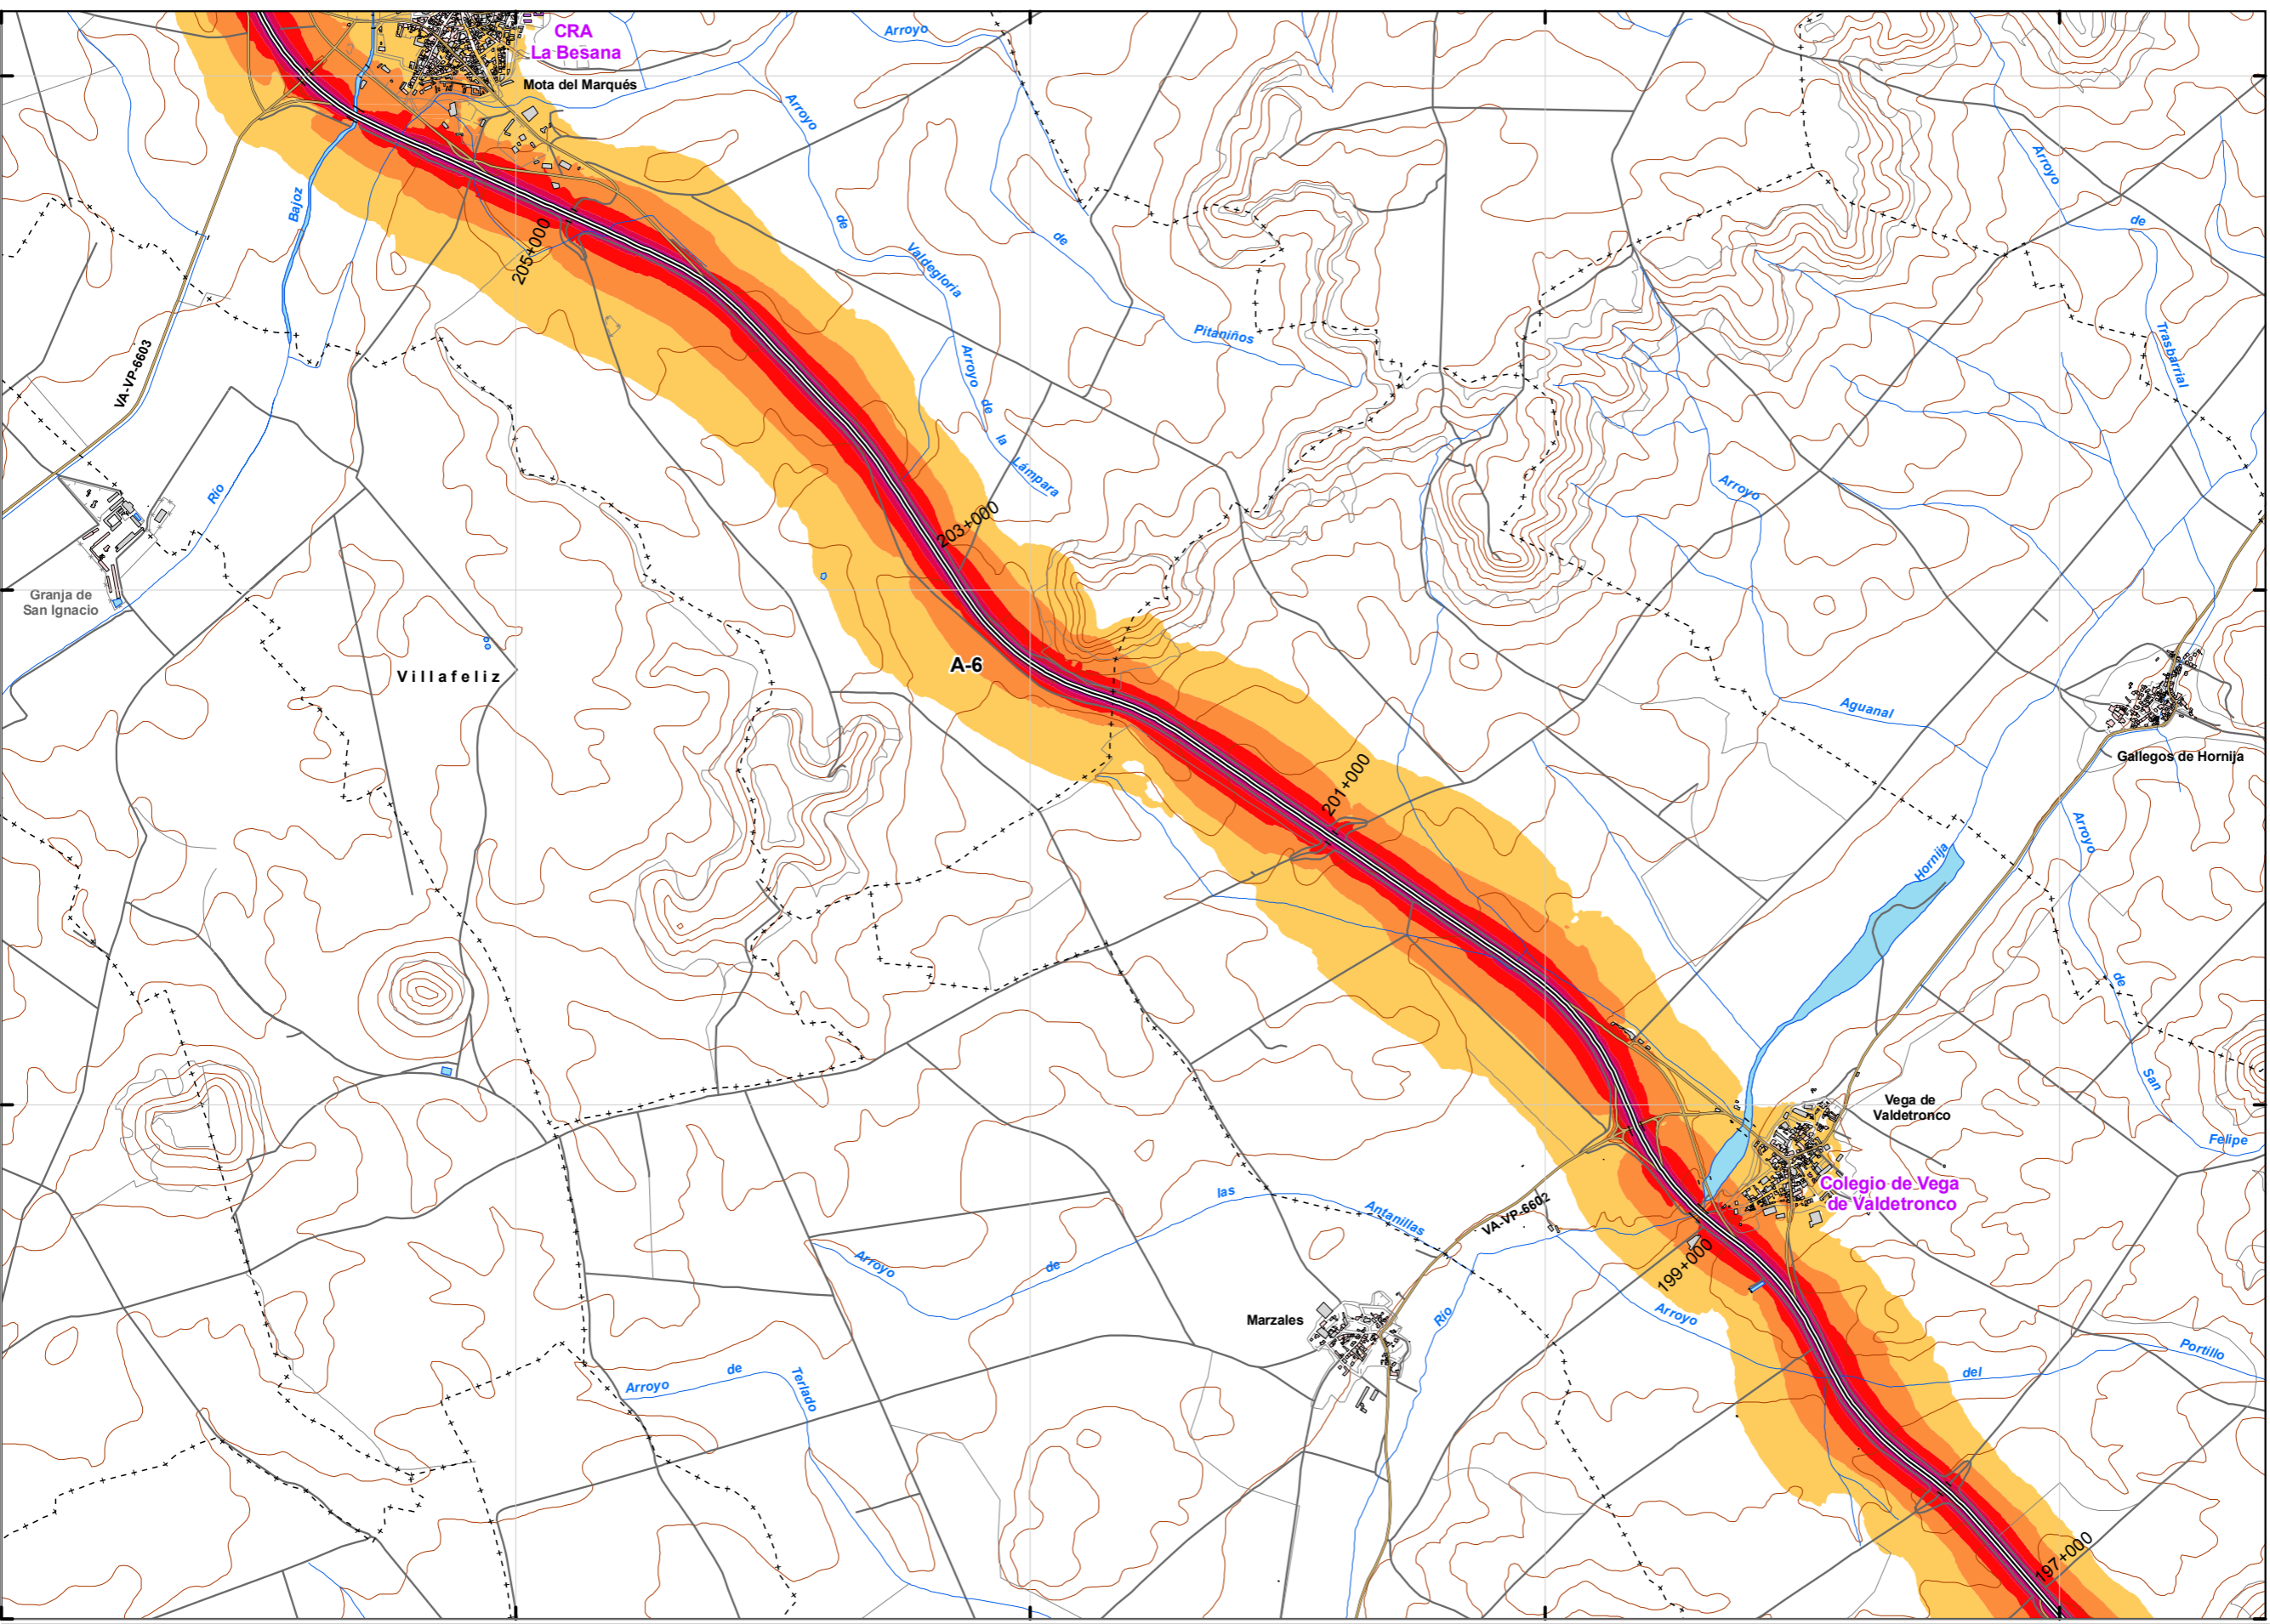 CRA
La Besana
Mota del Marqués
Arroyo
Arroyo
de
Valdegloria
de
Pitaniños
Arroyo
de
Trasbarrial
Bajoz
205+000
VA-VP-6603
Arroyo
de
la
Lámpara
Río
203+000
Arroyo
Granja de
San Ignacio
Villafeliz
A-6
Aguanal
Gallegos de Hornija
201+000
Hornija
Arroyo
de
San
Felipe
Vega de
Valdetronco
Colegio de Vega
de Valdetronco
las
Antanillas
VA-VP-6602
de
Arroyo
199+000
Marzales
Río
Arroyo
del
Portillo
Arroyo
de
Terlado
197+000